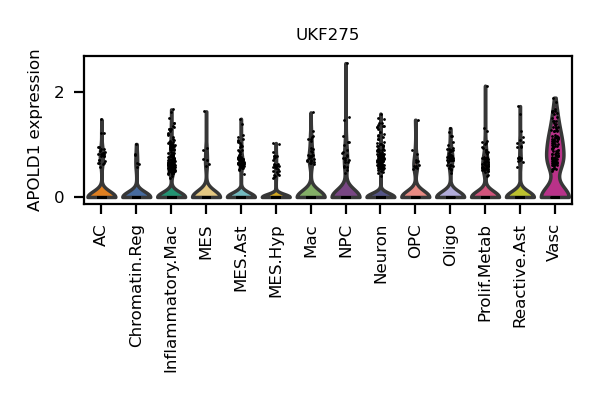 UKF275
APOLD1 expression
2
0
AC
Chromatin.Reg
Inflammatory.Mac
MES
MES.Ast
MES.Hyp
Mac
NPC
Neuron
OPC
Oligo
Prolif.Metab
Reactive.Ast
Vasc